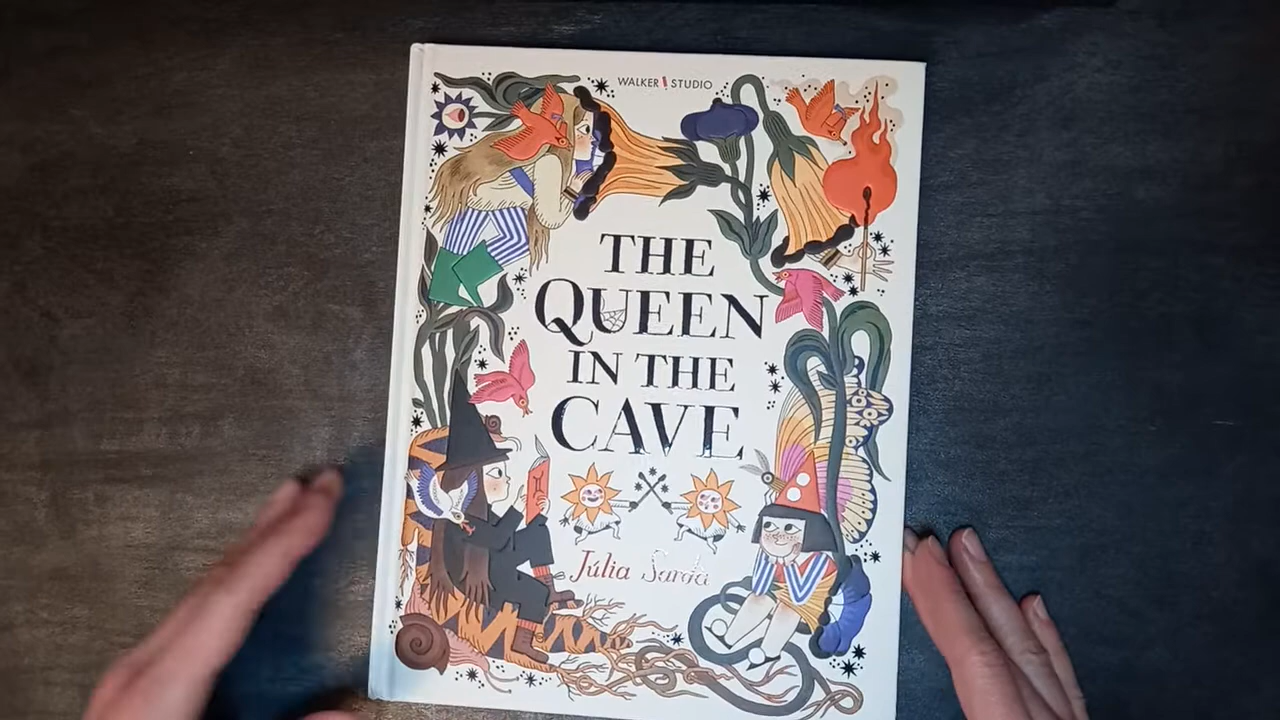 WALKER STUDIO
THE
QUEEN
IN THE
CAVE
Júlia Sardà